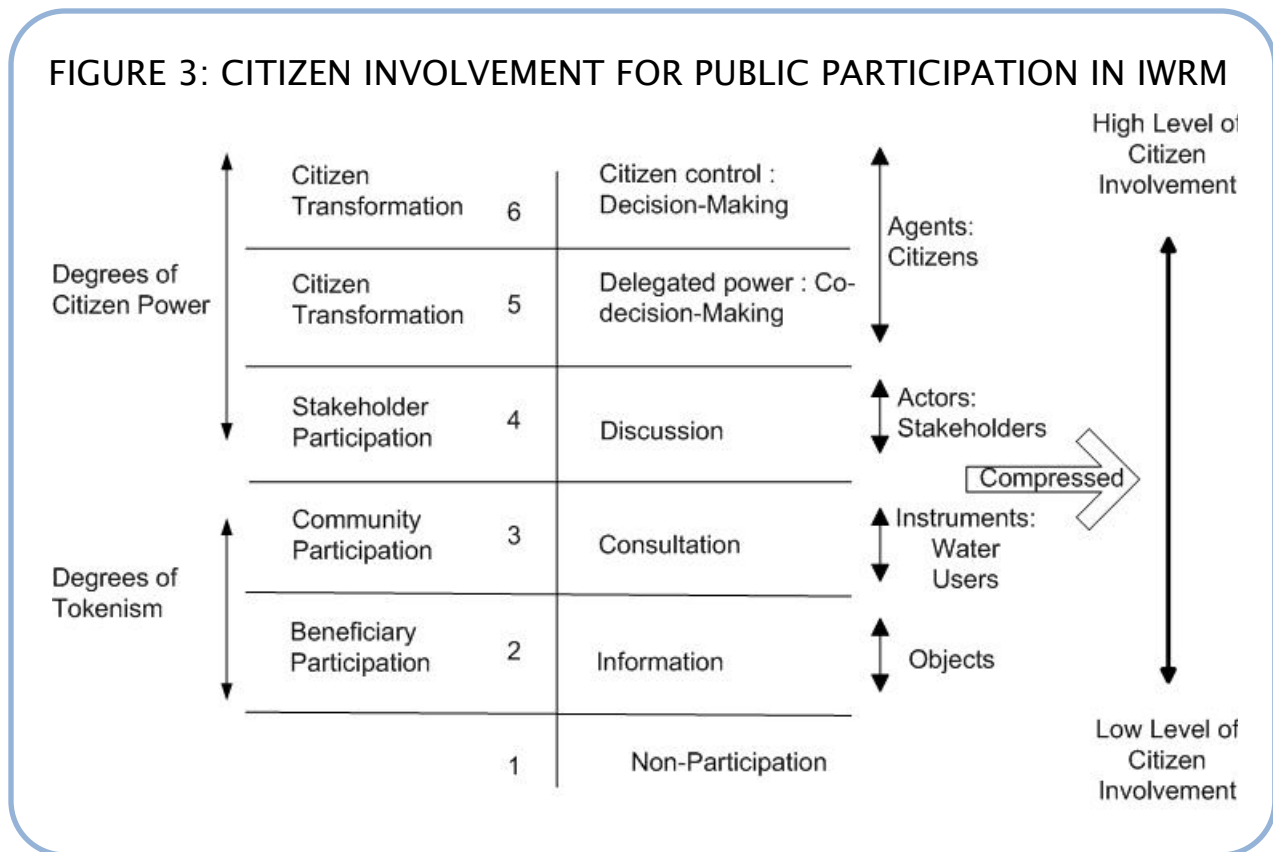 FIGURE 3: CITIZEN INVOLVEMENT FOR PUBLIC PARTICIPATION IN IWRM
High Level of
Citizen
Involvement
Citizen
Transformation
6
Citizen control :
Decision-Making
Agents:
Citizens
Degrees of
Citizen Power
Citizen
Transformation
5
Delegated power : Co-
decision-Making
Stakeholder
Participation
4
Discussion
Actors:
Stakeholders
Compressed
Community
Participation
3
Consultation
Instruments:
Water
Users
Degrees of
Tokenism
Beneficiary
Participation
2
Information
Objects
1
Non-Participation
Low Level of
Citizen
Involvement